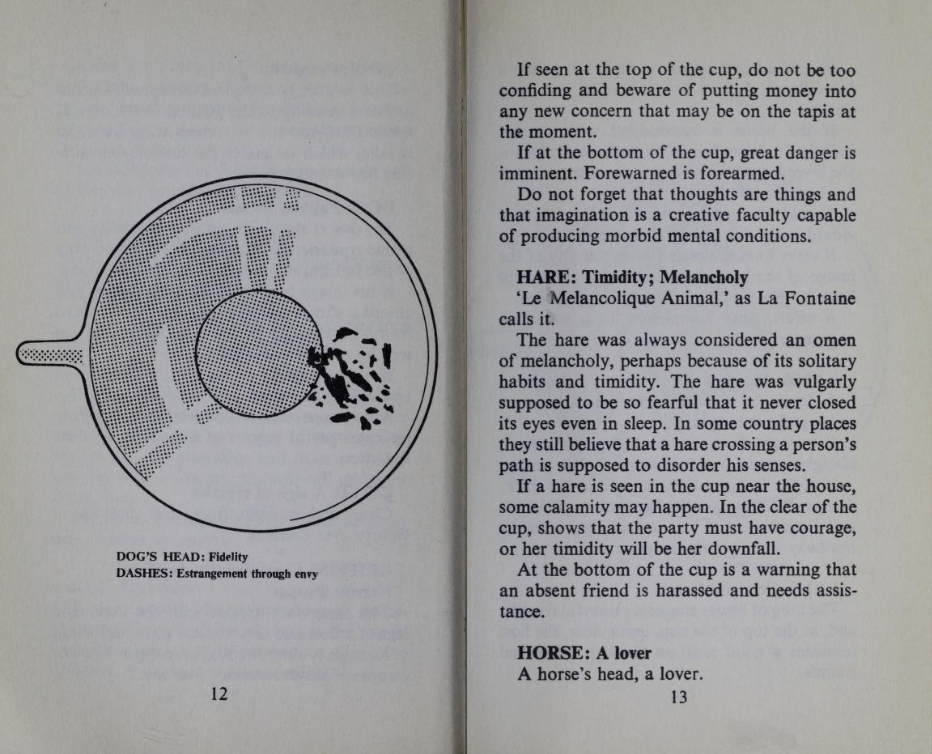 DOG'S HEAD: Fidelity
DASHES: Estrangement through envy
12
If seen at the top of the cup, do not be too
confiding and beware of putting money into
any new concern that may be on the tapis at
the moment.
If at the bottom of the cup, great danger is
imminent. Forewarned is forearmed.
Do not forget that thoughts are things and
that imagination is a creative faculty capable
of producing morbid mental conditions.
HARE: Timidity; Melancholy
'Le Melancolique Animal,' as La Fontaine
calls it.
The hare was always considered an omen
of melancholy, perhaps because of its solitary
habits and timidity. The hare was vulgarly
supposed to be so fearful that it never closed
its eyes even in sleep. In some country places
they still believe that a hare crossing a person's
path is supposed to disorder his senses.
If a hare is seen in the cup near the house,
some calamity may happen. In the clear of the
cup, shows that the party must have courage,
or her timidity will be her downfall.
At the bottom of the cup is a warning that
an absent friend is harassed and needs assis-
tance.
HORSE: A lover
A horse's head, a lover.
13